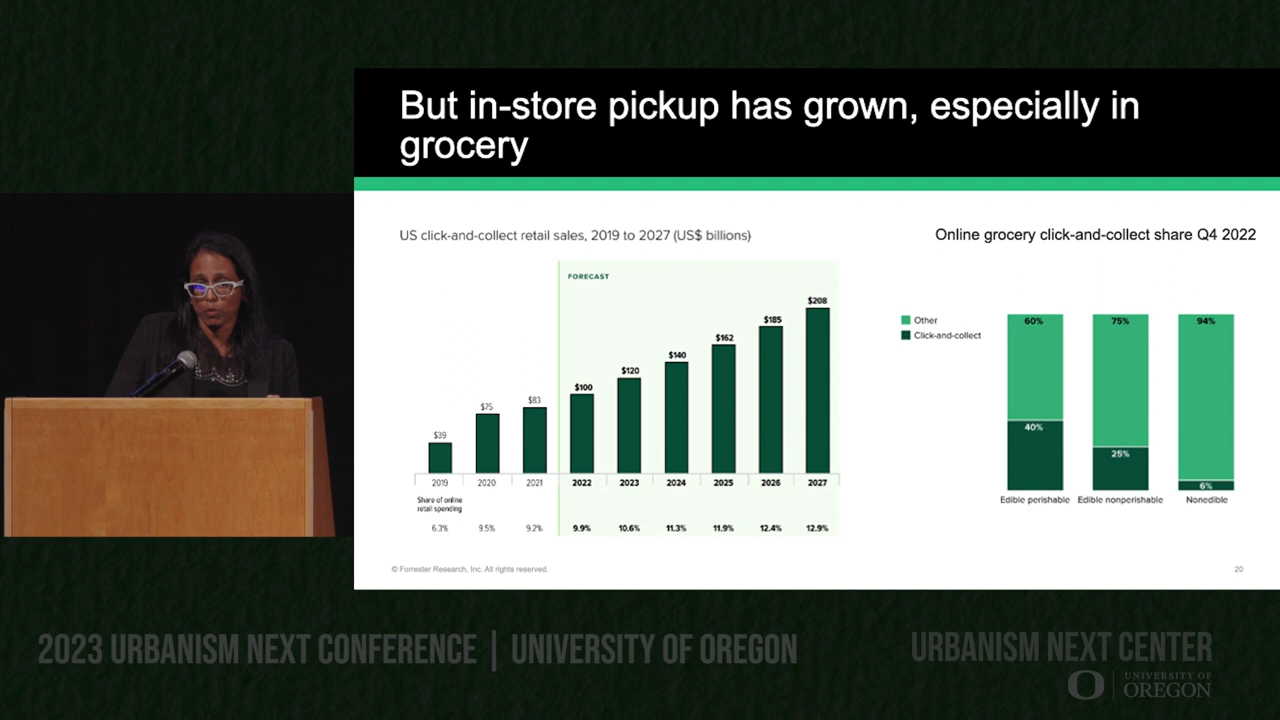 But in-store pickup has grown, especially in
grocery
US click-and-collect retail sales, 2019 to 2027 (US$ billions)
FORECAST
$39
$75
$83
$100
$120
$140
$162
$185
$208
2019 2020 2021 2022 2023 2024 2025 2026 2027
Share of online
retail spending
6.3% 9.5% 9.2% 9.9% 10.6% 11.3% 11.9% 12.4% 12.9%
Online grocery click-and-collect share Q4 2022
Other
Click-and-collect
60% 75% 94%
40%
25%
6%
Edible perishable Edible nonperishable Nonedible
© Forrester Research, Inc. All rights reserved.
20
2023 URBANISM NEXT CONFERENCE | UNIVERSITY OF OREGON
URBANISM NEXT CENTER
O UNIVERSITY OF
OREGON